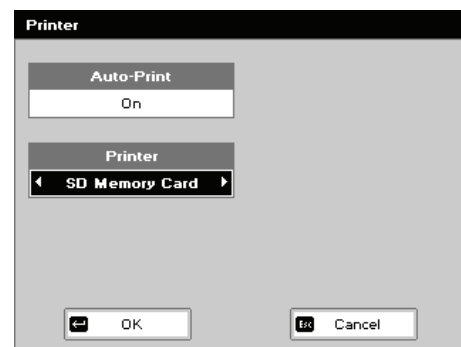 Printer
Auto-Print
On
Printer
SD Memory Card
OK
Esc Cancel